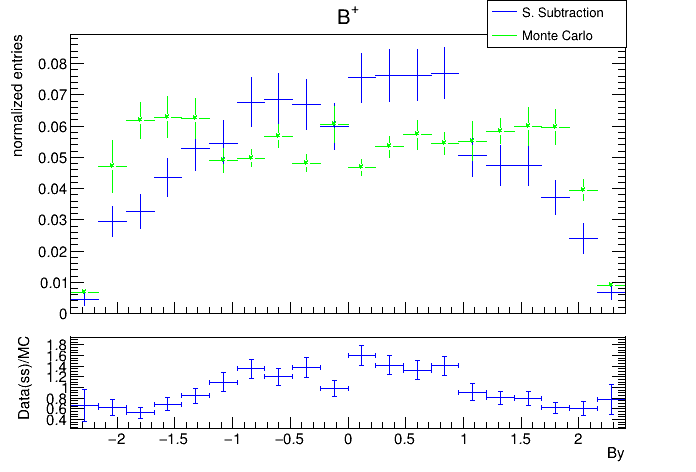 B+
S. Subtraction
Monte Carlo
normalized entries
0.08
0.07
0.06
0.05
0.04
0.03
0.02
0.01
0
Data(ss)/MC
1.8
1.6
1.4
1.2
1
0.8
0.6
0.4
−2 −1.5 −1 −0.5 0 0.5 1 1.5 2
By